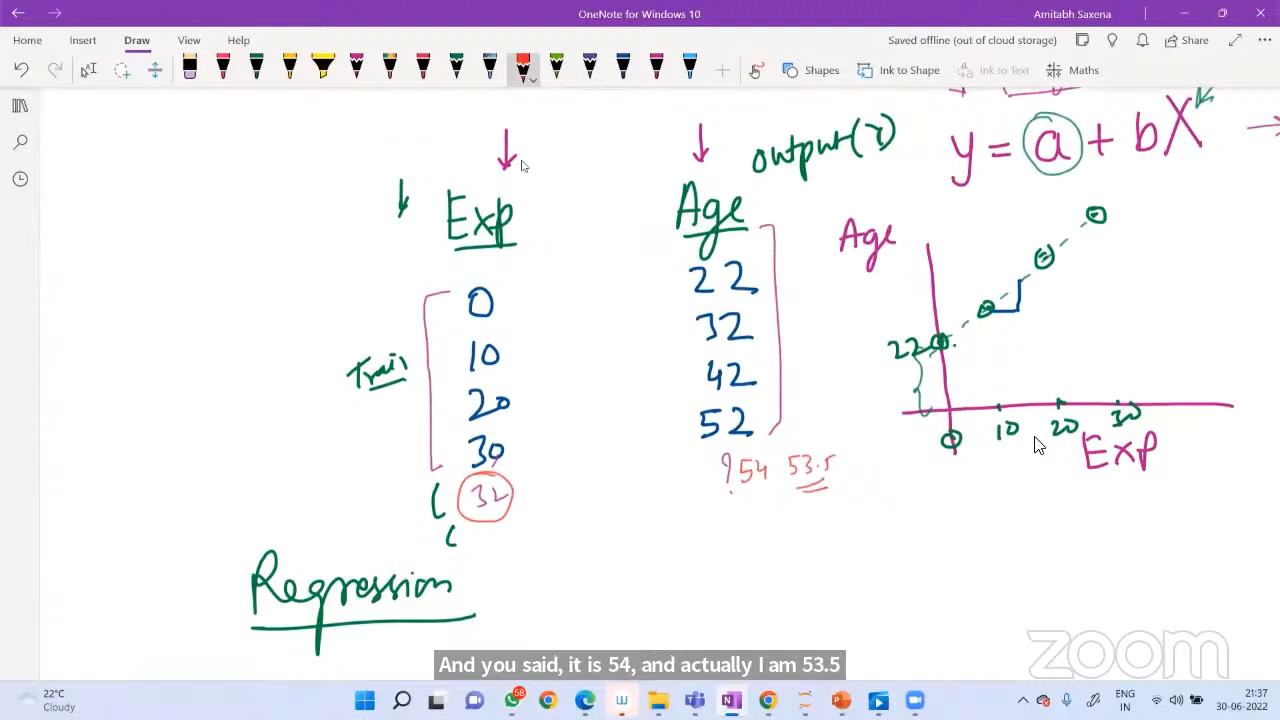 OneNote for Windows 10
Amitabh Saxena
Home Insert Draw View Help
Saved offline (out of cloud storage)
Share
Shapes
Ink to Shape
Ink to Text
Maths
output(Y)
y = a + bX
Exp
Age
0 22
10 32
20 42
30 52
32 ? 54 53.5
Train
Regression
Age
22
0 10 20 30
Exp
And you said, it is 54, and actually I am 53.5
zoom
22°C
Cloudy
58
ENG
IN
21:37
30-06-2022